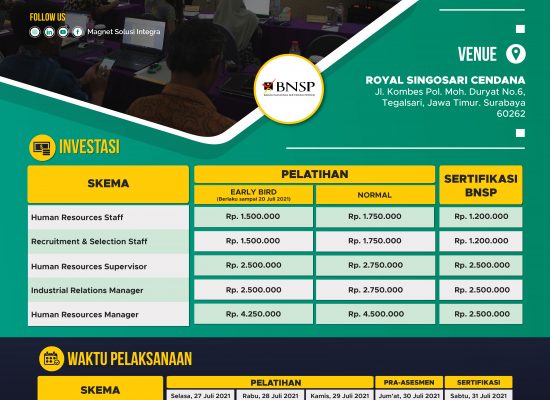 FOLLOW US
Magnet Solusi Integra
BNSP
VENUE
ROYAL SINGOSARI CENDANA
Jl. Kombes Pol. Moh. Duryat No.6,
Tegalsari, Jawa Timur. Surabaya
60262
INVESTASI
SKEMA PELATIHAN SERTIFIKASI BNSP
EARLY BIRD NORMAL
(Berlaku sampai 20 Juli 2021)
Human Resources Staff Rp. 1.500.000 Rp. 1.750.000 Rp. 1.200.000
Recruitment & Selection Staff Rp. 1.500.000 Rp. 1.750.000 Rp. 1.200.000
Human Resources Supervisor Rp. 2.500.000 Rp. 2.750.000 Rp. 2.500.000
Industrial Relations Manager Rp. 2.500.000 Rp. 2.750.000 Rp. 2.500.000
Human Resources Manager Rp. 4.250.000 Rp. 4.500.000 Rp. 2.500.000
WAKTU PELAKSANAAN
SKEMA PELATIHAN PRA-ASESMEN SERTIFIKASI
Selasa, 27 Juli 2021 Rabu, 28 Juli 2021 Kamis, 29 Juli 2021 Jum'at, 30 Juli 2021 Sabtu, 31 Juli 2021